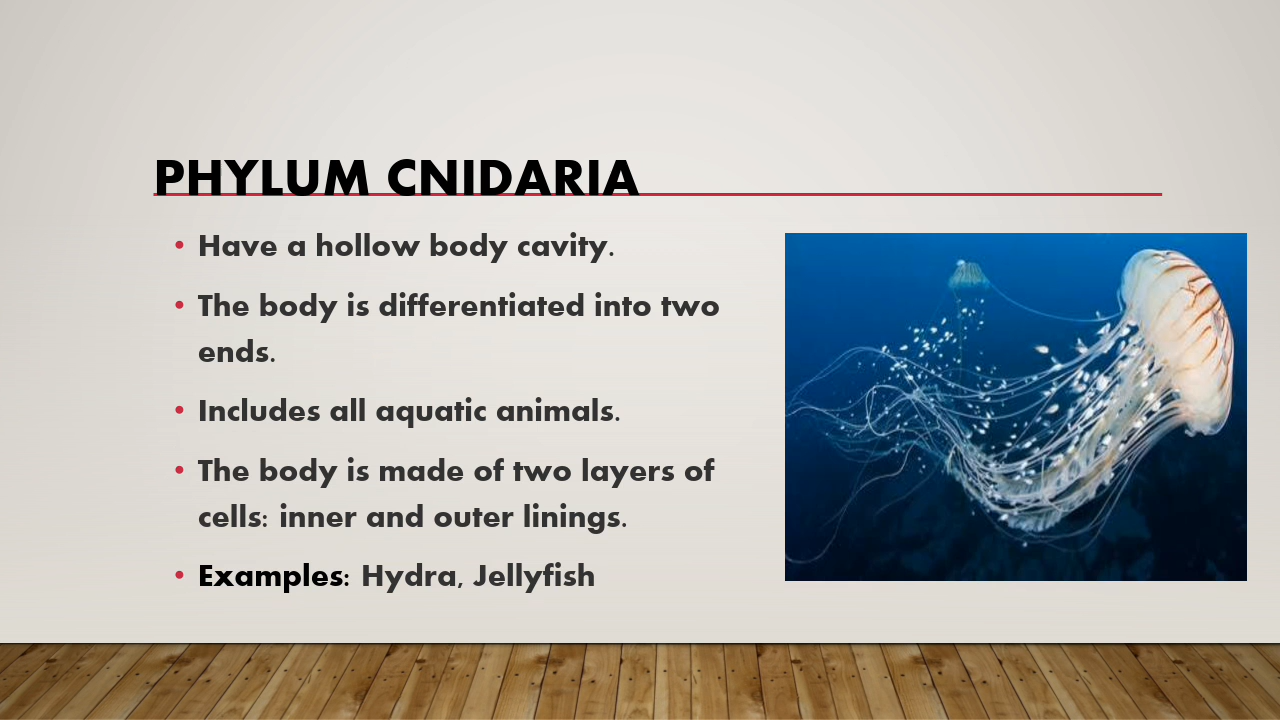 PHYLUM CNIDARIA
• Have a hollow body cavity.
• The body is differentiated into two
ends.
• Includes all aquatic animals.
• The body is made of two layers of
cells: inner and outer linings.
• Examples: Hydra, Jellyfish